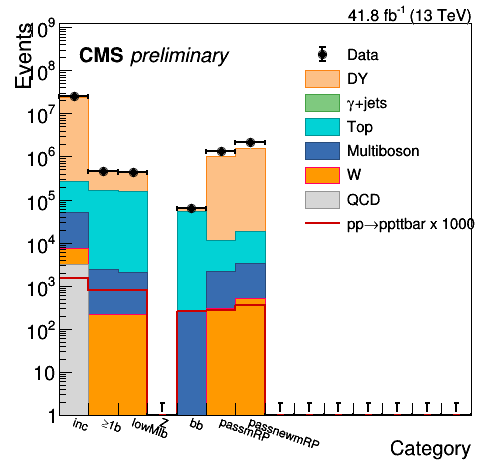 41.8 fb⁻¹ (13 TeV)
Events
10⁹
10⁸
10⁷
10⁶
10⁵
10⁴
10³
10²
10
1
CMS preliminary
Data
DY
γ+jets
Top
Multiboson
W
QCD
pp→ppttbar x 1000
inc
≥1b
lowMlb
Z
bb
passmRP
passnewmRP
Category